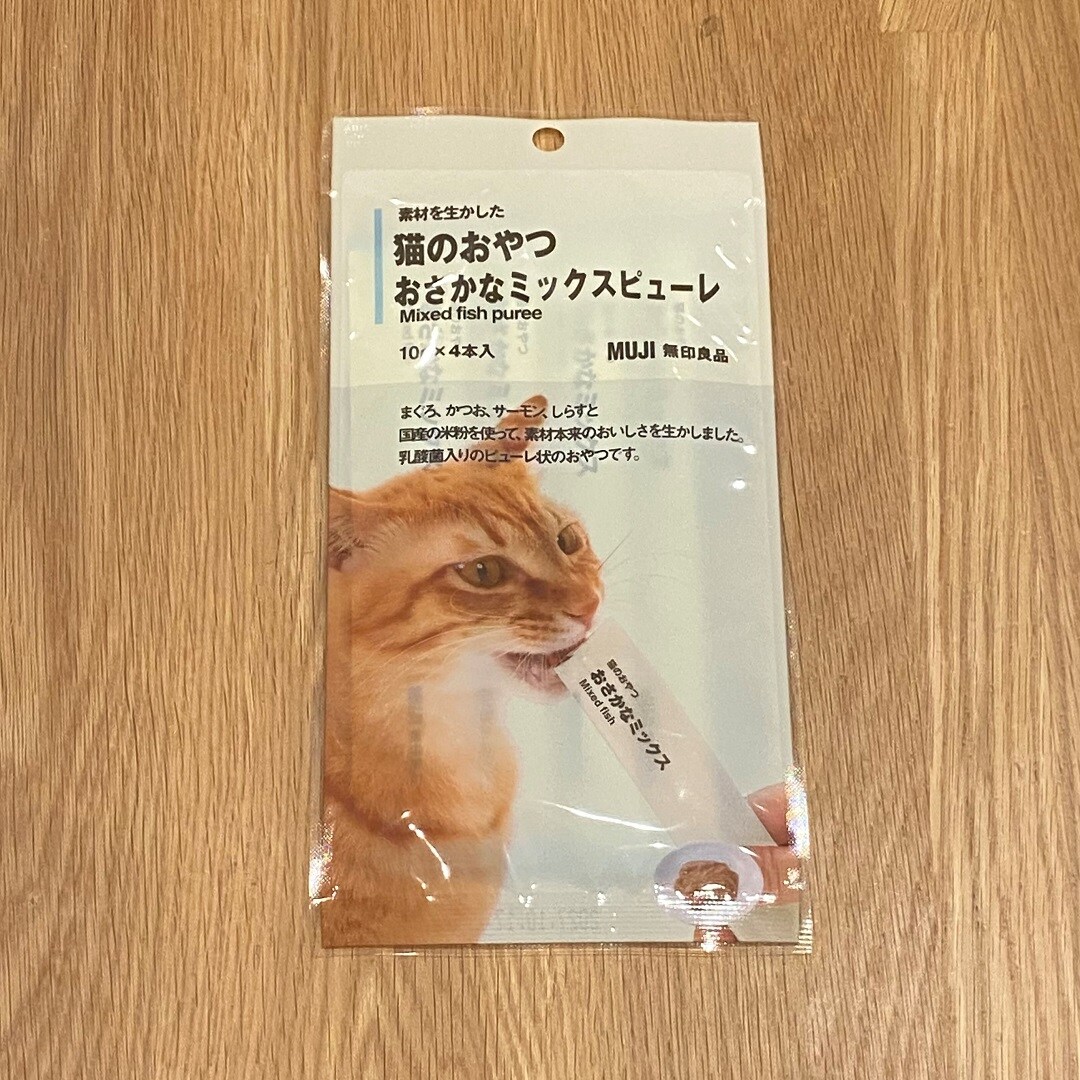 素材を生かした
猫のおやつ
おさかなミックスピューレ
Mixed fish puree
10g×4本入
MUJI 無印良品
まぐろ、かつお、サーモン、しらすと
国産の米粉を使って、素材本来のおいしさを生かしました。
乳酸菌入りのピューレ状のおやつです。
猫のおやつ
おさかなミックス
Mixed fish